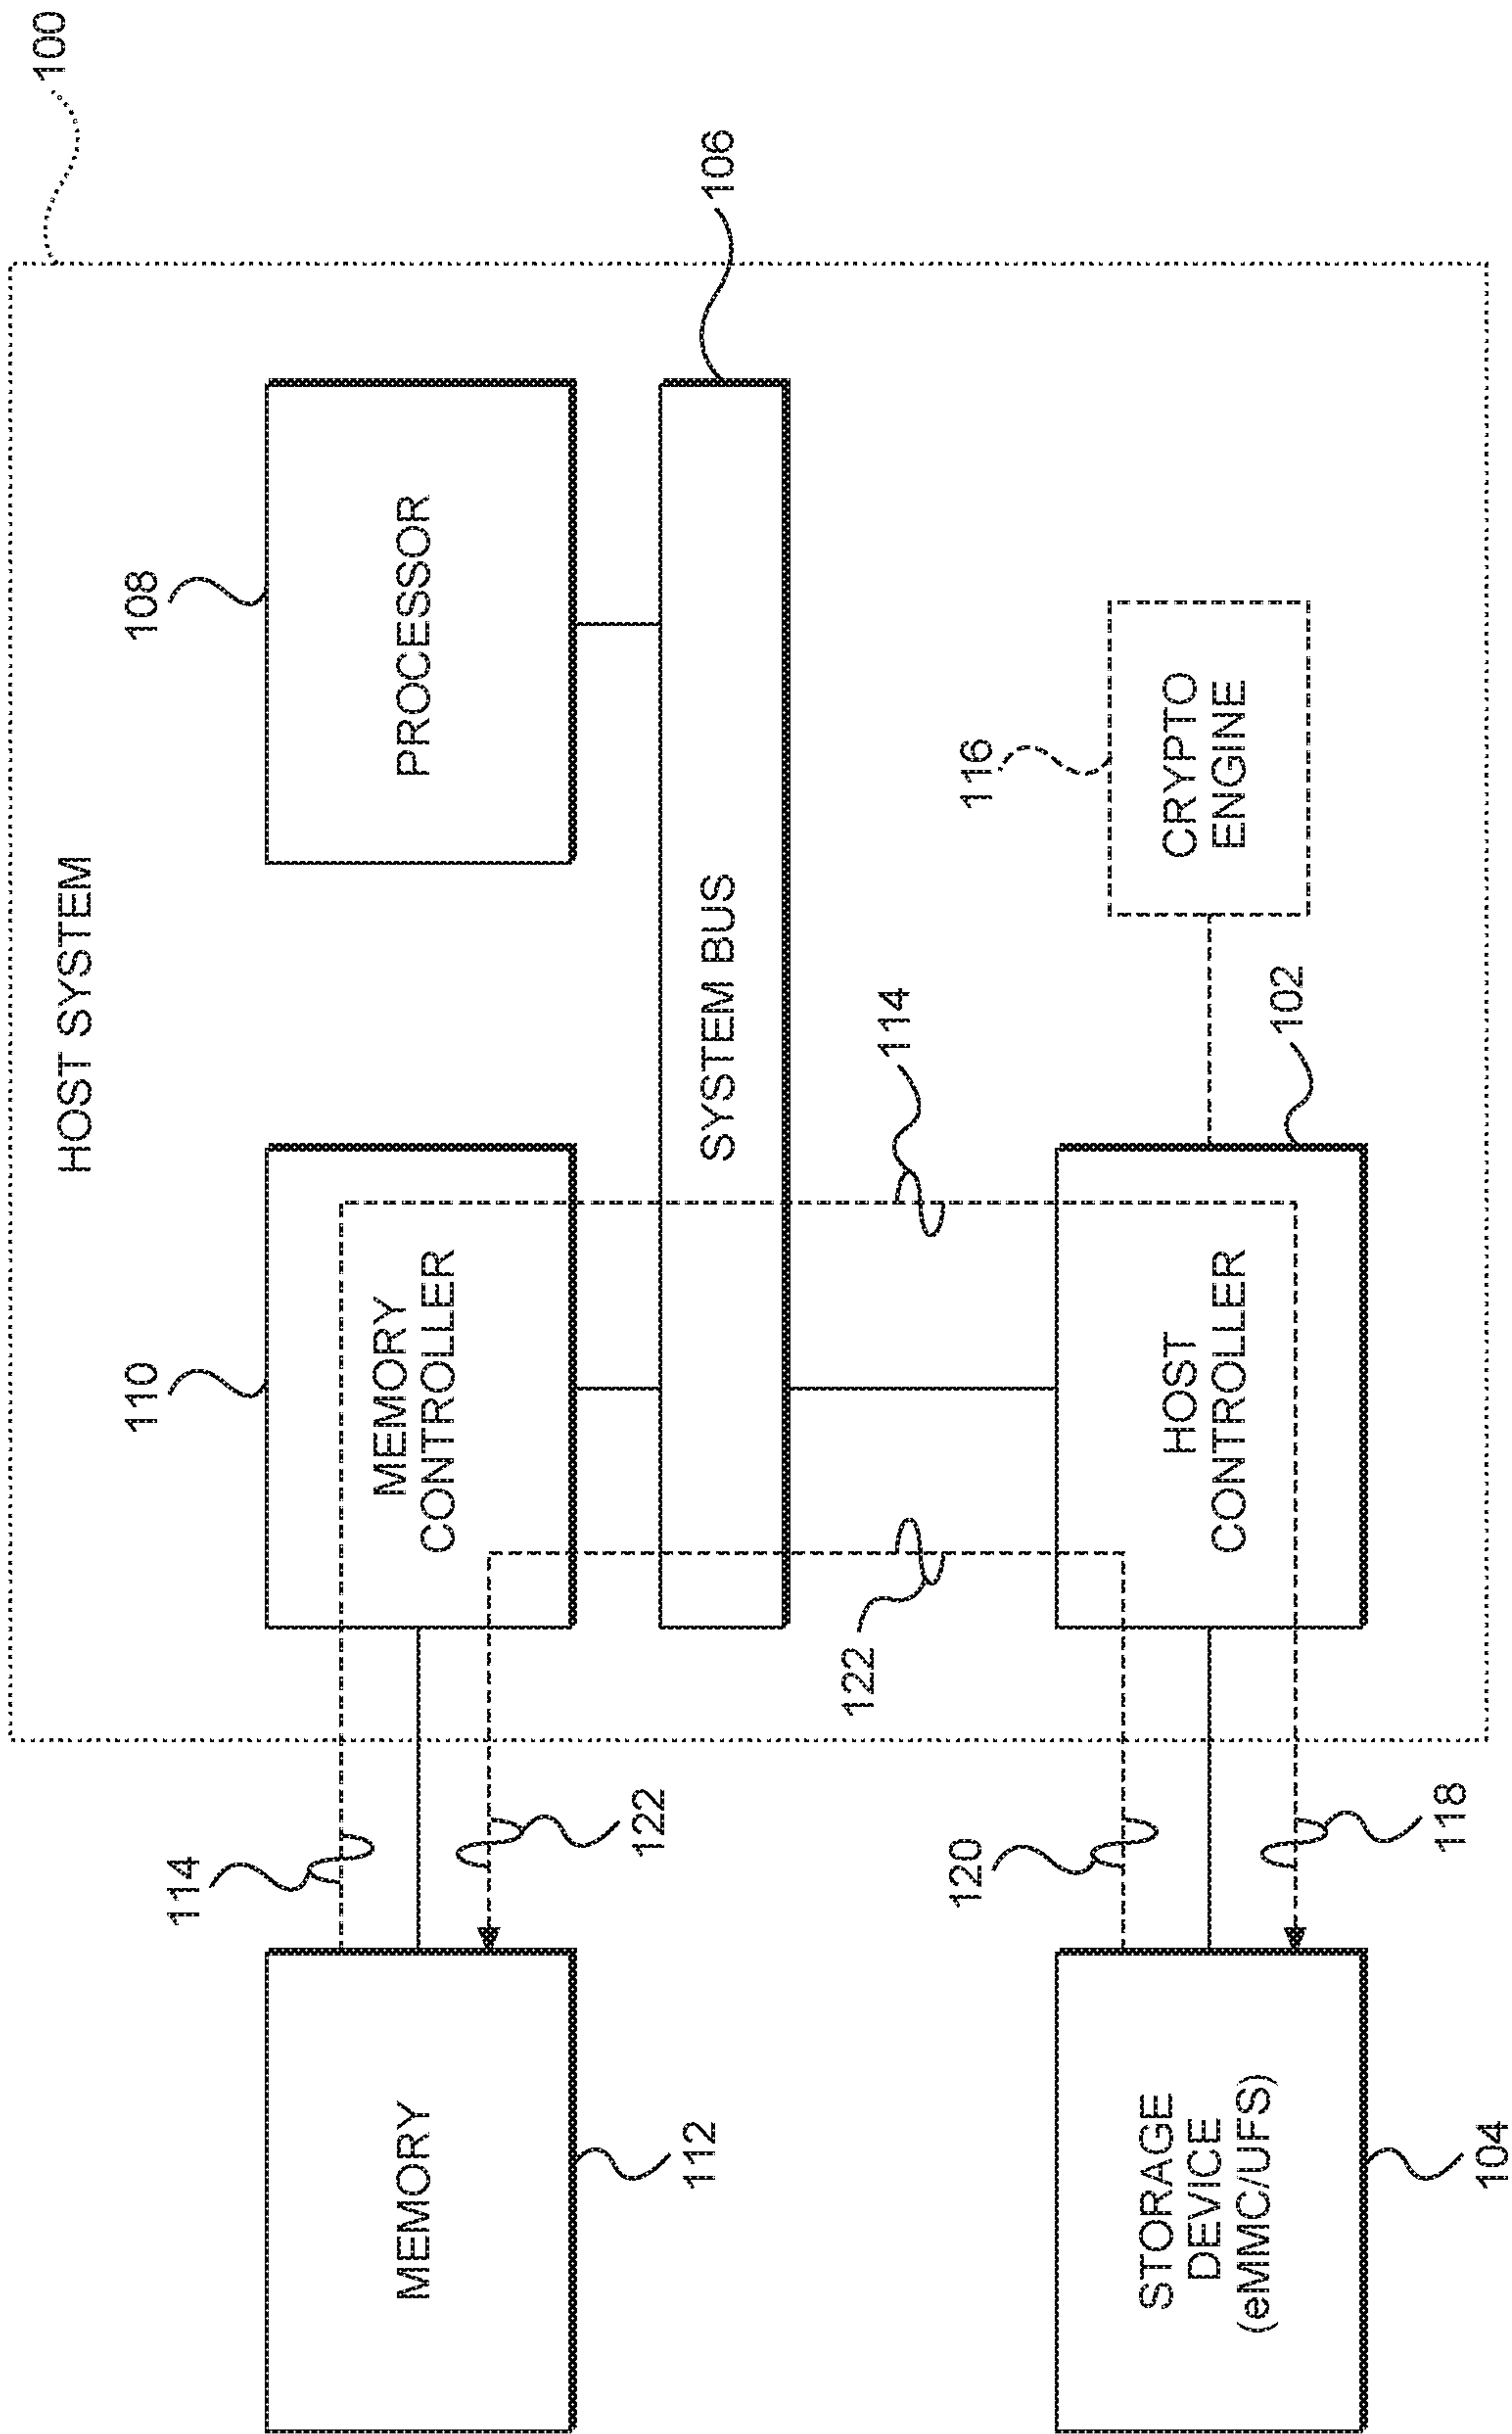 100
HOST SYSTEM
110
108
MEMORY
MEMORY
CONTROLLER
PROCESSOR
114
122
112
SYSTEM BUS
106
122
114
116
120
102
STORAGE
DEVICE
(eMMC/UFS)
HOST
CONTROLLER
CRYPTO
ENGINE
118
104